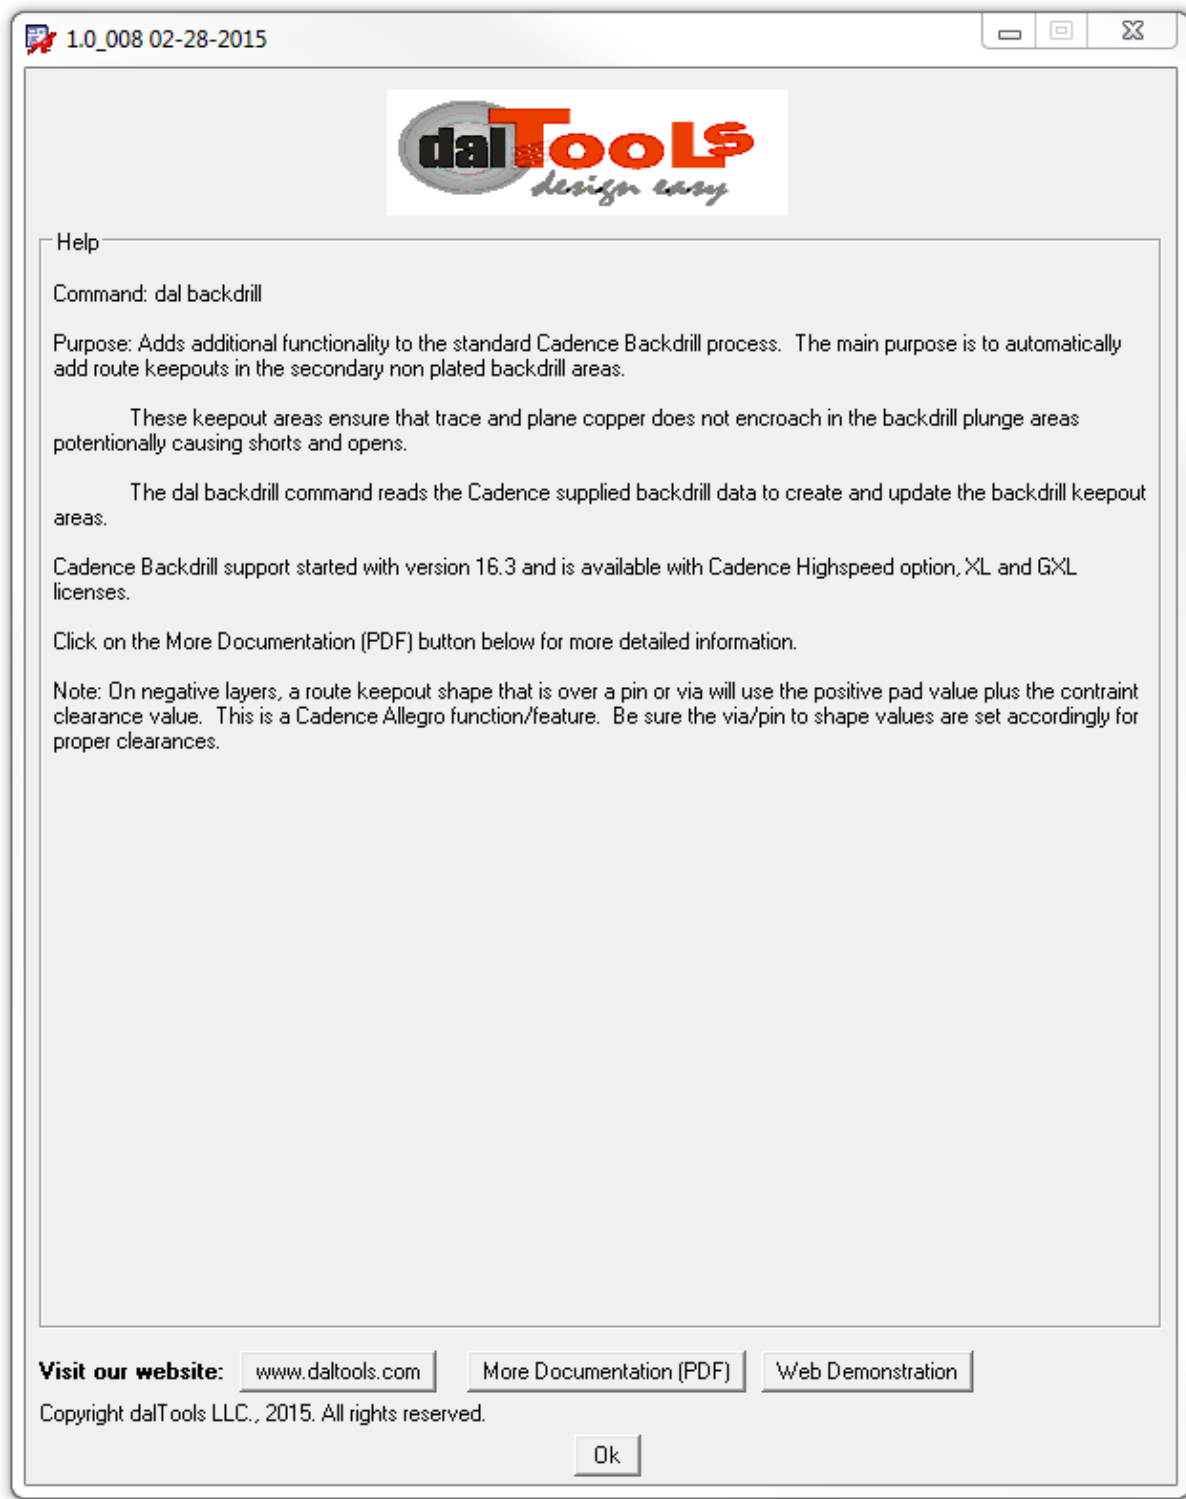 1.0_008 02-28-2015
dalTooLs
design easy
Help
Command: dal backdrill
Purpose: Adds additional functionality to the standard Cadence Backdrill process.  The main purpose is to automatically
add route keepouts in the secondary non plated backdrill areas.
These keepout areas ensure that trace and plane copper does not encroach in the backdrill plunge areas
potentially causing shorts and opens.
The dal backdrill command reads the Cadence supplied backdrill data to create and update the backdrill keepout
areas.
Cadence Backdrill support started with version 16.3 and is available with Cadence Highspeed option, XL and GXL
licenses.
Click on the More Documentation (PDF) button below for more detailed information.
Note: On negative layers, a route keepout shape that is over a pin or via will use the positive pad value plus the contraint
clearance value.  This is a Cadence Allegro function/feature.  Be sure the via/pin to shape values are set accordingly for
proper clearances.
Visit our website: www.daltools.com More Documentation (PDF) Web Demonstration
Copyright dalTools LLC., 2015. All rights reserved.
Ok